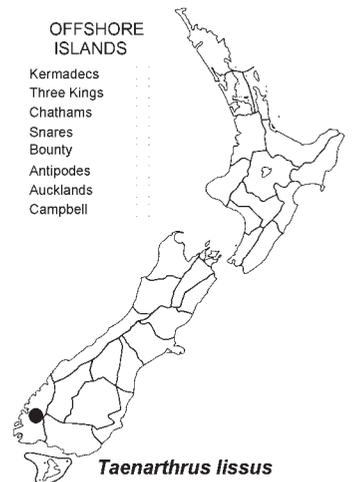 OFFSHORE
ISLANDS
Kermadecs
Three Kings
Chathams
Snares
Bounty
Antipodes
Aucklands
Campbell
Taenarthrus lissus